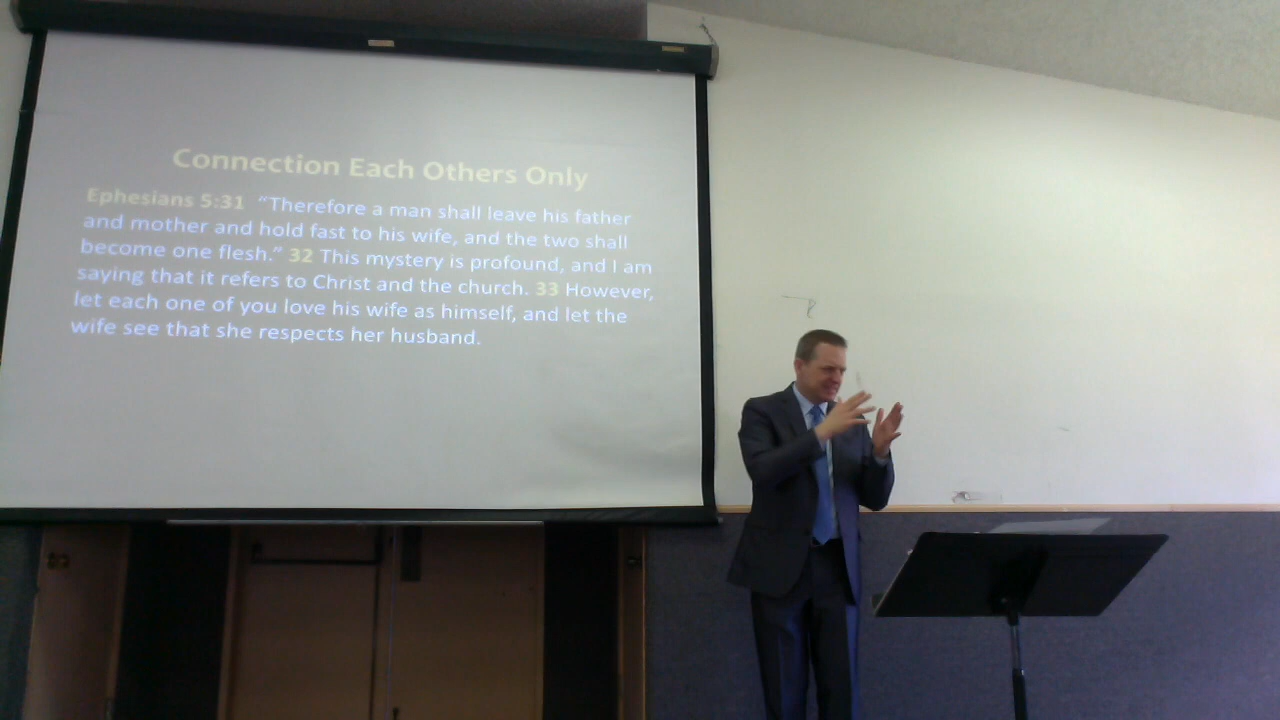 Connection Each Others Only
Ephesians 5:31 “Therefore a man shall leave his father
and mother and hold fast to his wife, and the two shall
become one flesh.” 32 This mystery is profound, and I am
saying that it refers to Christ and the church. 33 However,
let each one of you love his wife as himself, and let the
wife see that she respects her husband.